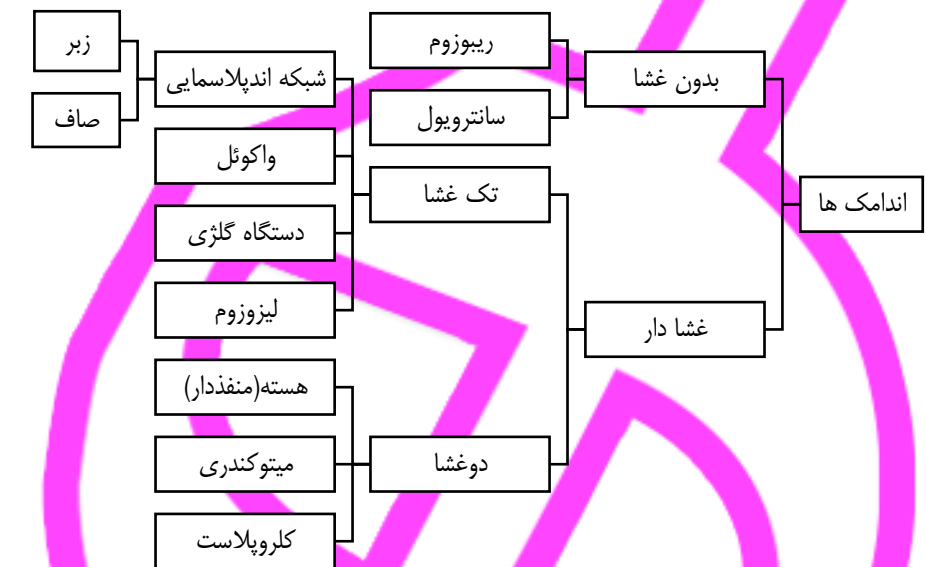 اندامک ها
بدون غشا
ریبوزوم
سانترویول
غشا دار
تک غشا
شبکه اندپلاسمایی
زبر
صاف
واکوئل
دستگاه گلژی
لیزوزوم
دوغشا
هسته(منفذدار)
میتوکندری
کلروپلاست